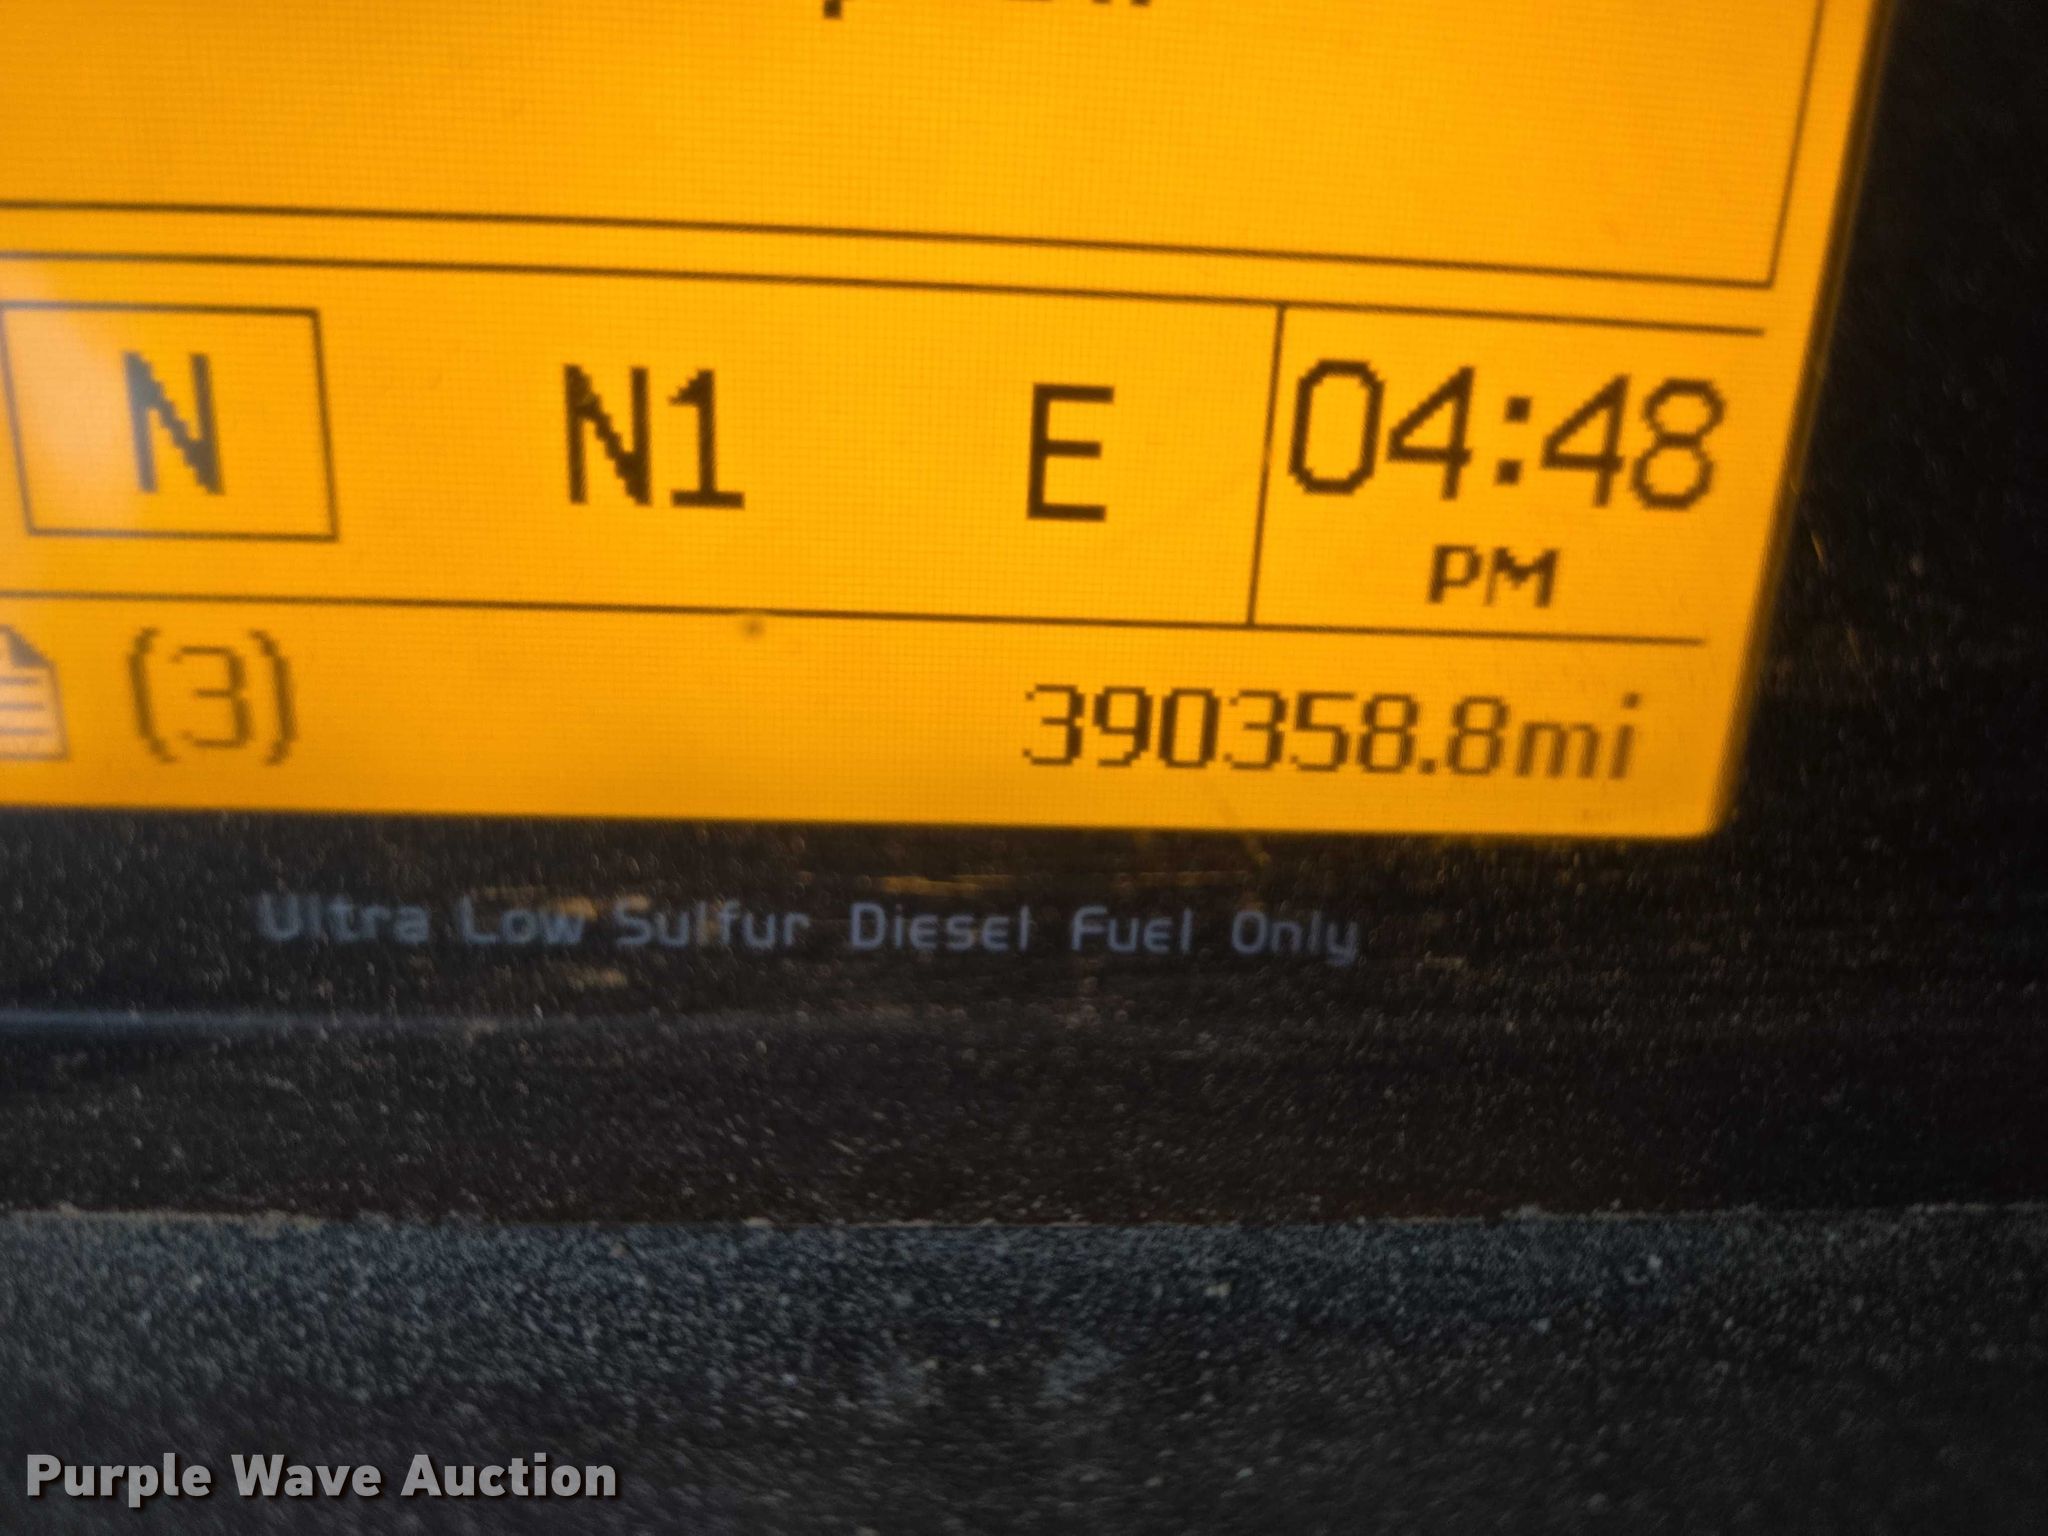 N N1 E 04:48
PM
(3) 390358.8mi
Ultra Low Sulfur Diesel Fuel Only
Purple Wave Auction